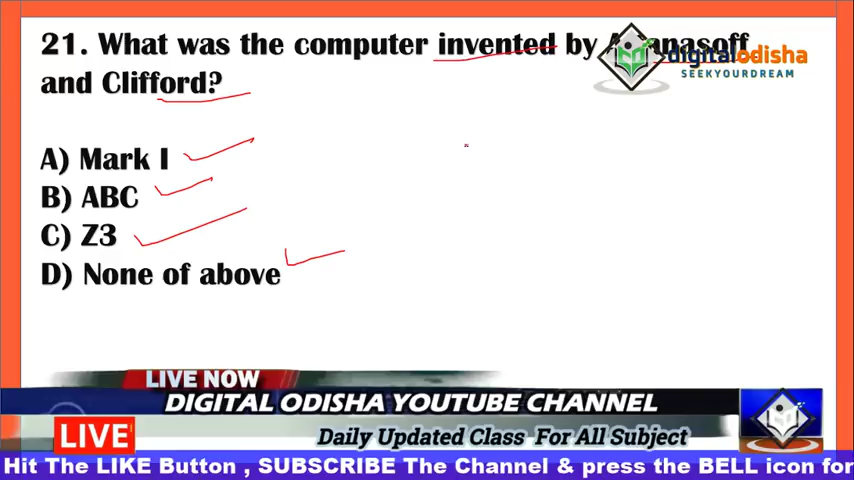 21. What was the computer invented by
and Clifford?
digitalodisha
SEEKYOURDREAM
A) Mark I
B) ABC
C) Z3
D) None of above
LIVE NOW
DIGITAL ODISHA YOUTUBE CHANNEL
LIVE
Daily Updated Class For All Subject
Hit The LIKE Button , SUBSCRIBE The Channel & press the BELL icon for